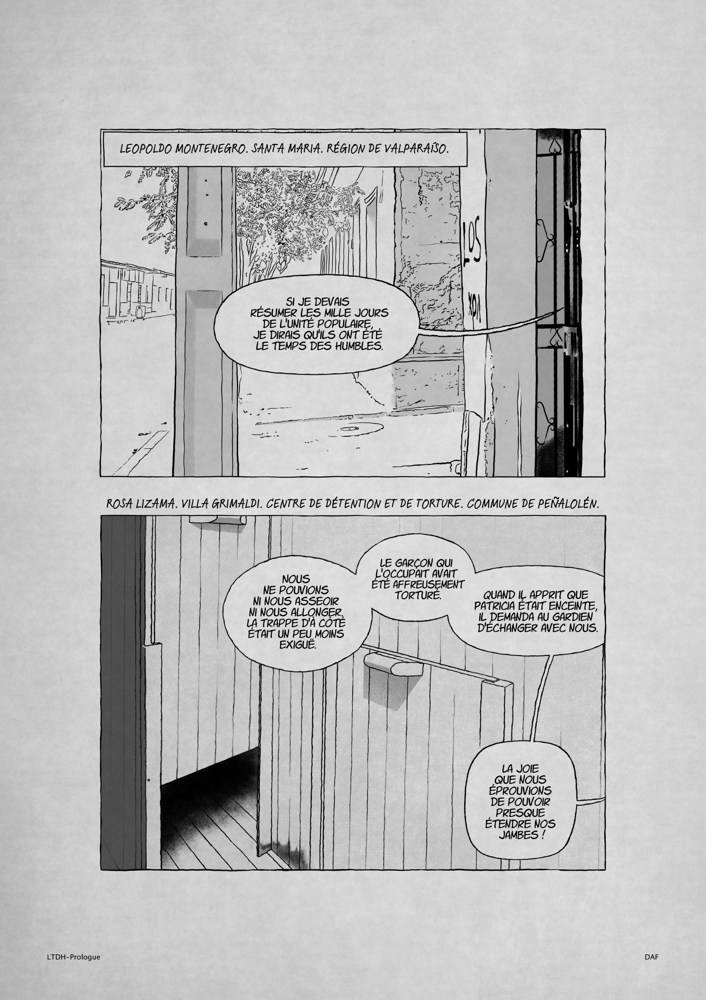 LEOPOLDO MONTENEGRO. SANTA MARIA. RÉGION DE VALPARAÍSO.
LOS
SI JE DEVAIS
RÉSUMER LES MILLE JOURS
DE L'UNITÉ POPULAIRE,
JE DIRAIS QU'ILS ONT ÉTÉ
LE TEMPS DES HUMBLES.
ROSA LIZAMA. VILLA GRIMALDI. CENTRE DE DÉTENTION ET DE TORTURE. COMMUNE DE PEÑALOLÉN.
NOUS
NE POUVIONS
NI NOUS ASSEOIR
NI NOUS ALLONGER.
LA TRAPPE D'À CÔTÉ
ÉTAIT UN PEU MOINS
EXIGUË.
LE GARÇON QUI
L'OCCUPAIT AVAIT
ÉTÉ AFFREUSEMENT
TORTURÉ.
QUAND IL APPRIT QUE
PATRICIA ÉTAIT ENCEINTE,
IL DEMANDA AU GARDIEN
D'ÉCHANGER AVEC NOUS.
LA JOIE
QUE NOUS
ÉPROUVIONS
DE POUVOIR
PRESQUE
ÉTENDRE NOS
JAMBES !
LTDH-Prologue
DAF